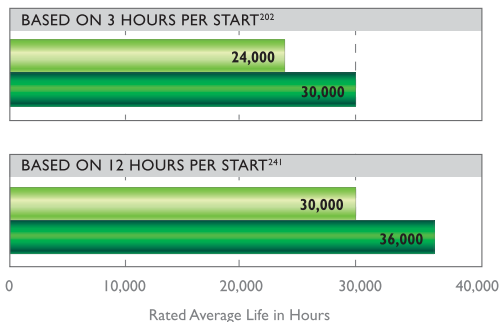 BASED ON 3 HOURS PER START202
24,000
30,000
BASED ON 12 HOURS PER START241
30,000
36,000
0 10,000 20,000 30,000 40,000
Rated Average Life in Hours